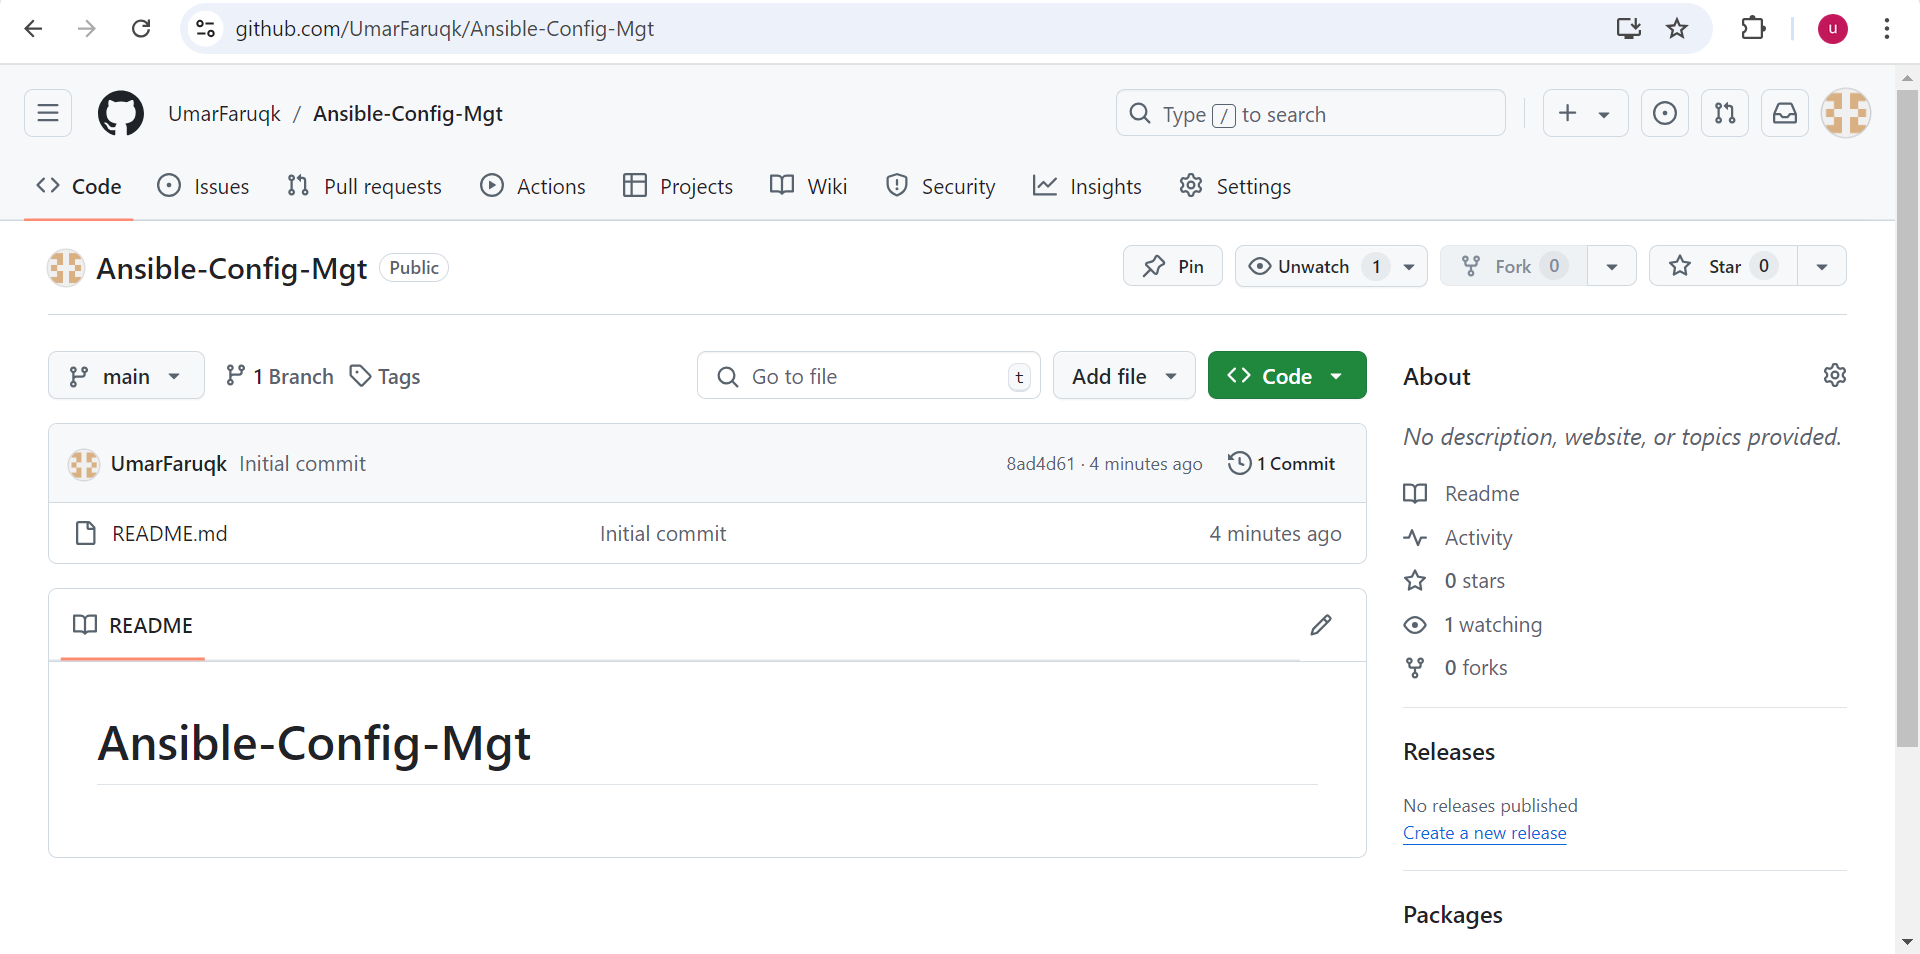 github.com/UmarFaruqk/Ansible-Config-Mgt
u
UmarFaruqk / Ansible-Config-Mgt
Type / to search
Code Issues Pull requests Actions Projects Wiki Security Insights Settings
Ansible-Config-Mgt Public
Pin Unwatch 1 Fork 0 Star 0
main 1 Branch Tags Go to file t Add file Code
UmarFaruqk Initial commit 8ad4d61 · 4 minutes ago 1 Commit
README.md Initial commit 4 minutes ago
README
Ansible-Config-Mgt
About
No description, website, or topics provided.
Readme
Activity
0 stars
1 watching
0 forks
Releases
No releases published
Create a new release
Packages